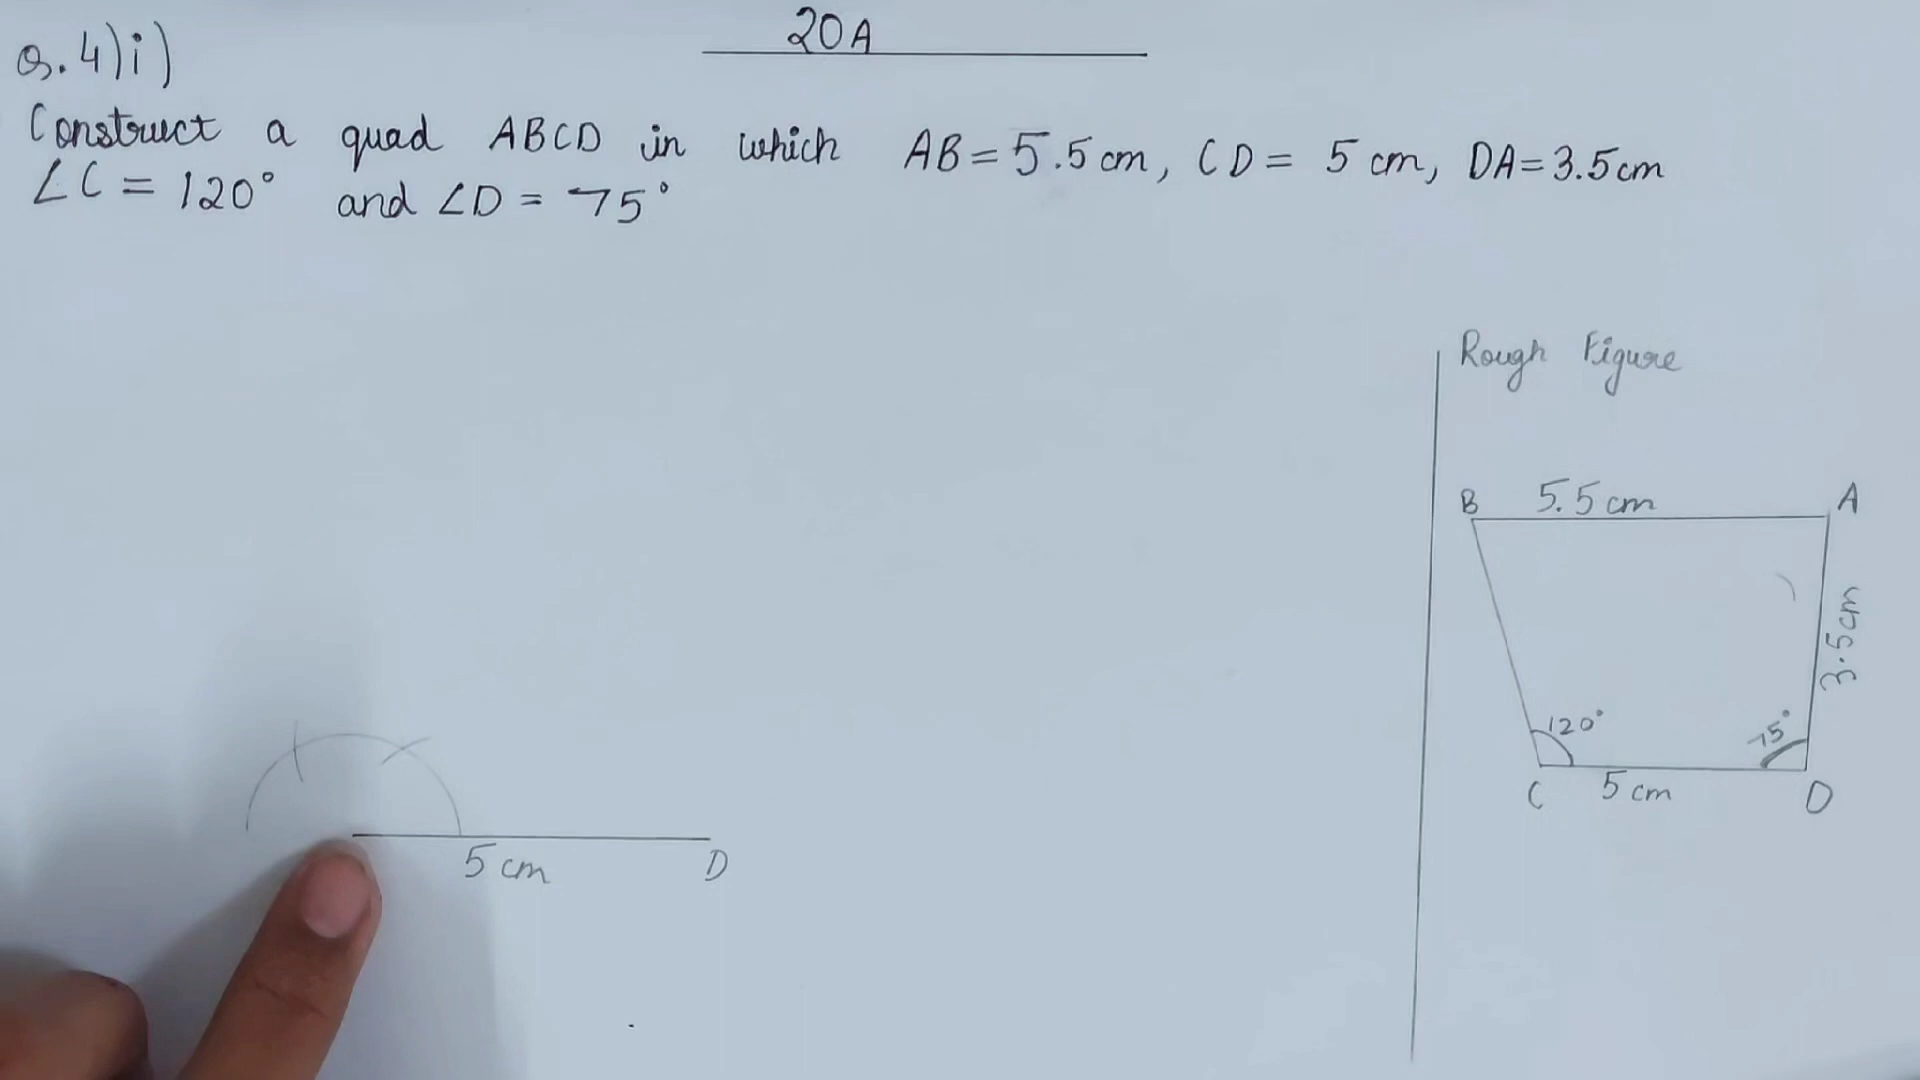 20A
Q. 4) i)
Construct a quad ABCD in which AB = 5.5 cm, CD = 5 cm, DA = 3.5 cm
∠C = 120° and ∠D = 75°
Rough Figure
B 5.5 cm A
3.5cm
120° 75°
C 5 cm D
5 cm D